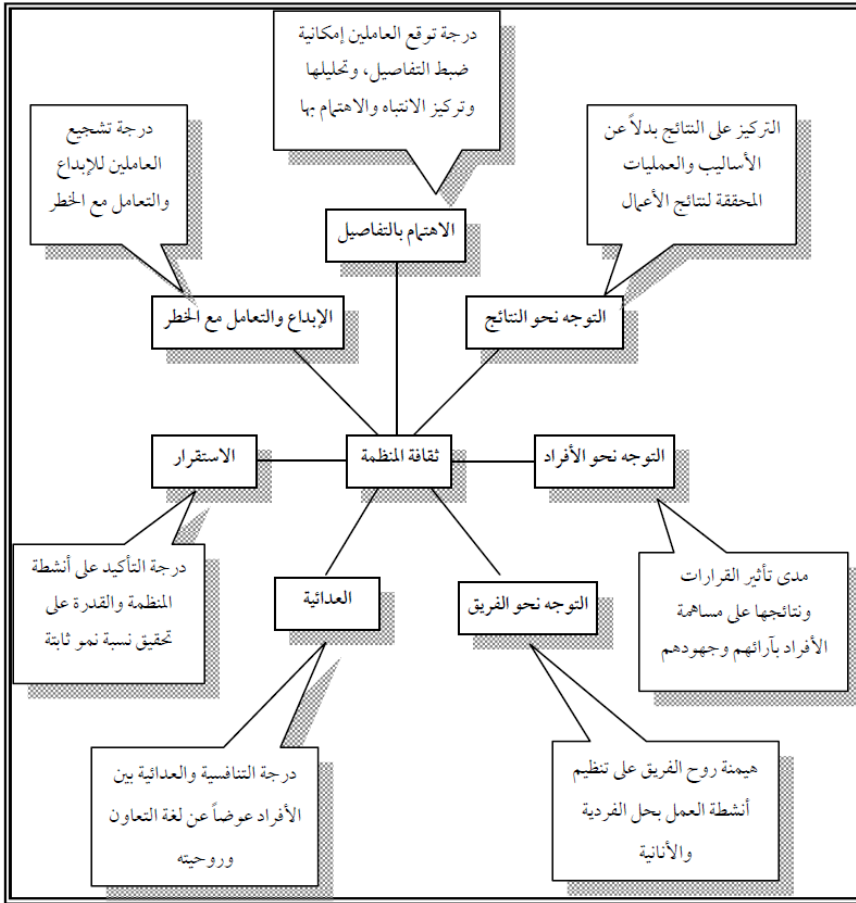 درجة توقع العاملين إمكانية
ضبط التفاصيل، وتحليلها
وتركيز الانتباه والاهتمام بها
التركيز على النتائج بدلاً عن
الأساليب والعمليات
المحققة لنتائج الأعمال
درجة تشجيع
العاملين للإبداع
والتعامل مع الخطر
الاهتمام بالتفاصيل
التوجه نحو النتائج
الإبداع والتعامل مع الخطر
التوجه نحو الأفراد
ثقافة المنظمة
الاستقرار
مدى تأثير القرارات
ونتائجها على مساهمة
الأفراد بآرائهم وجهودهم
درجة التأكيد على أنشطة
المنظمة والقدرة على
تحقيق نسبة نمو ثابتة
التوجه نحو الفريق
العدائية
هيمنة روح الفريق على تنظيم
أنشطة العمل بحل الفردية
والأنانية
درجة التنافسية والعدائية بين
الأفراد عوضاً عن لغة التعاون
وروحيته